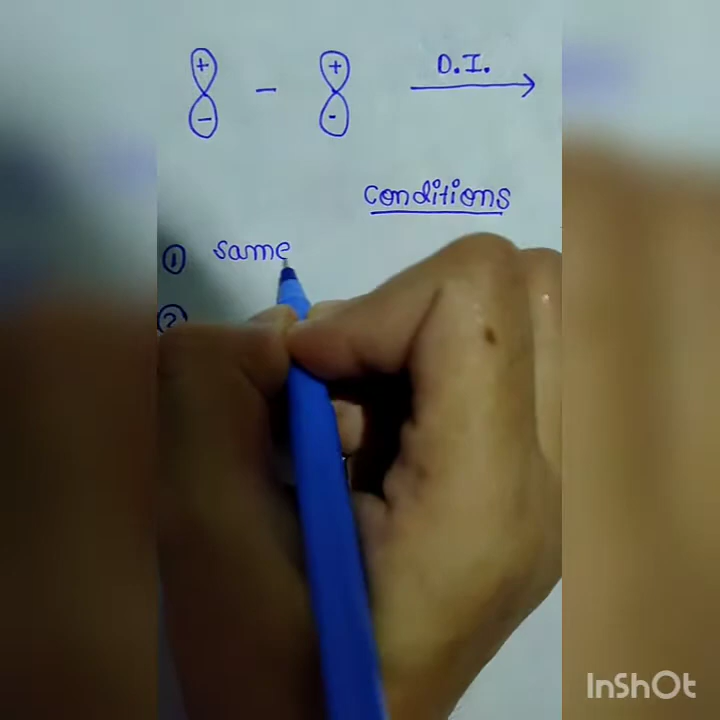 + - + D.I.
- -
Conditions
① same
②
InShOt